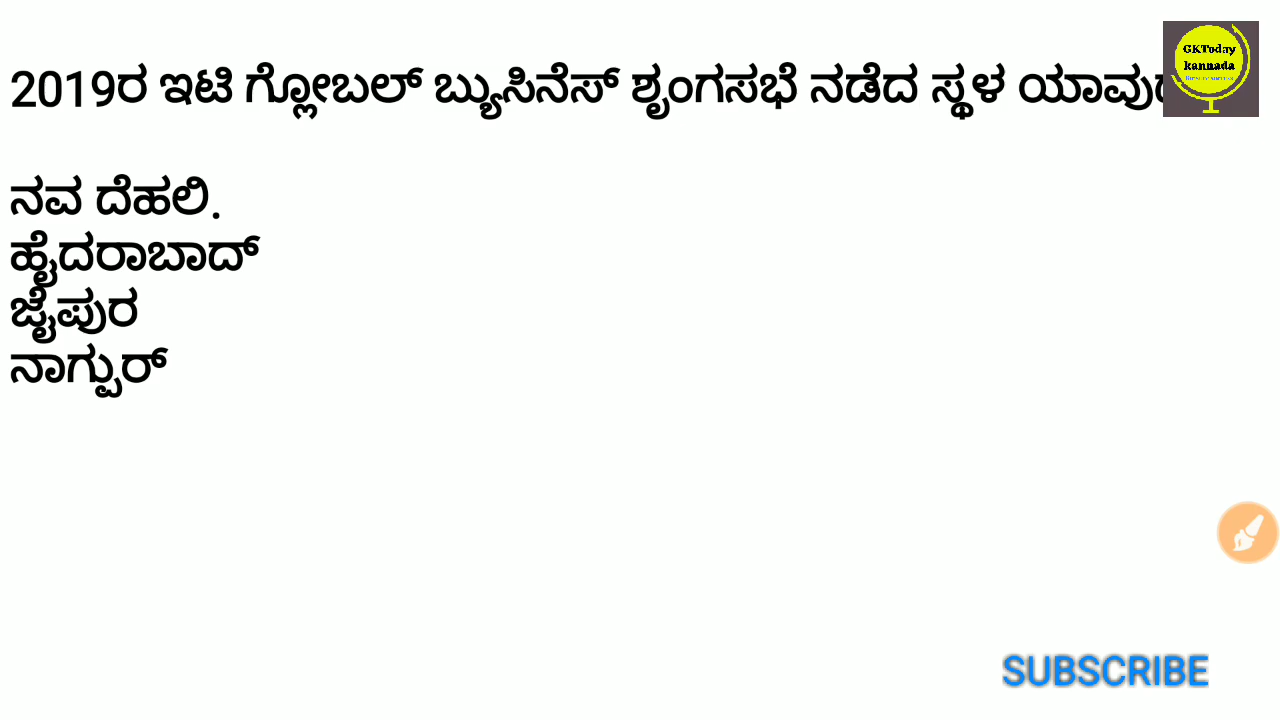 2019ರ ಇಟಿ ಗ್ಲೋಬಲ್ ಬ್ಯುಸಿನೆಸ್ ಶೃಂಗಸಭೆ ನಡೆದ ಸ್ಥಳ
GKToday
kannada
ನವ ದೆಹಲಿ.
ಹೈದರಾಬಾದ್
ಜೈಪುರ
ನಾಗ್ಪುರ್
SUBSCRIBE